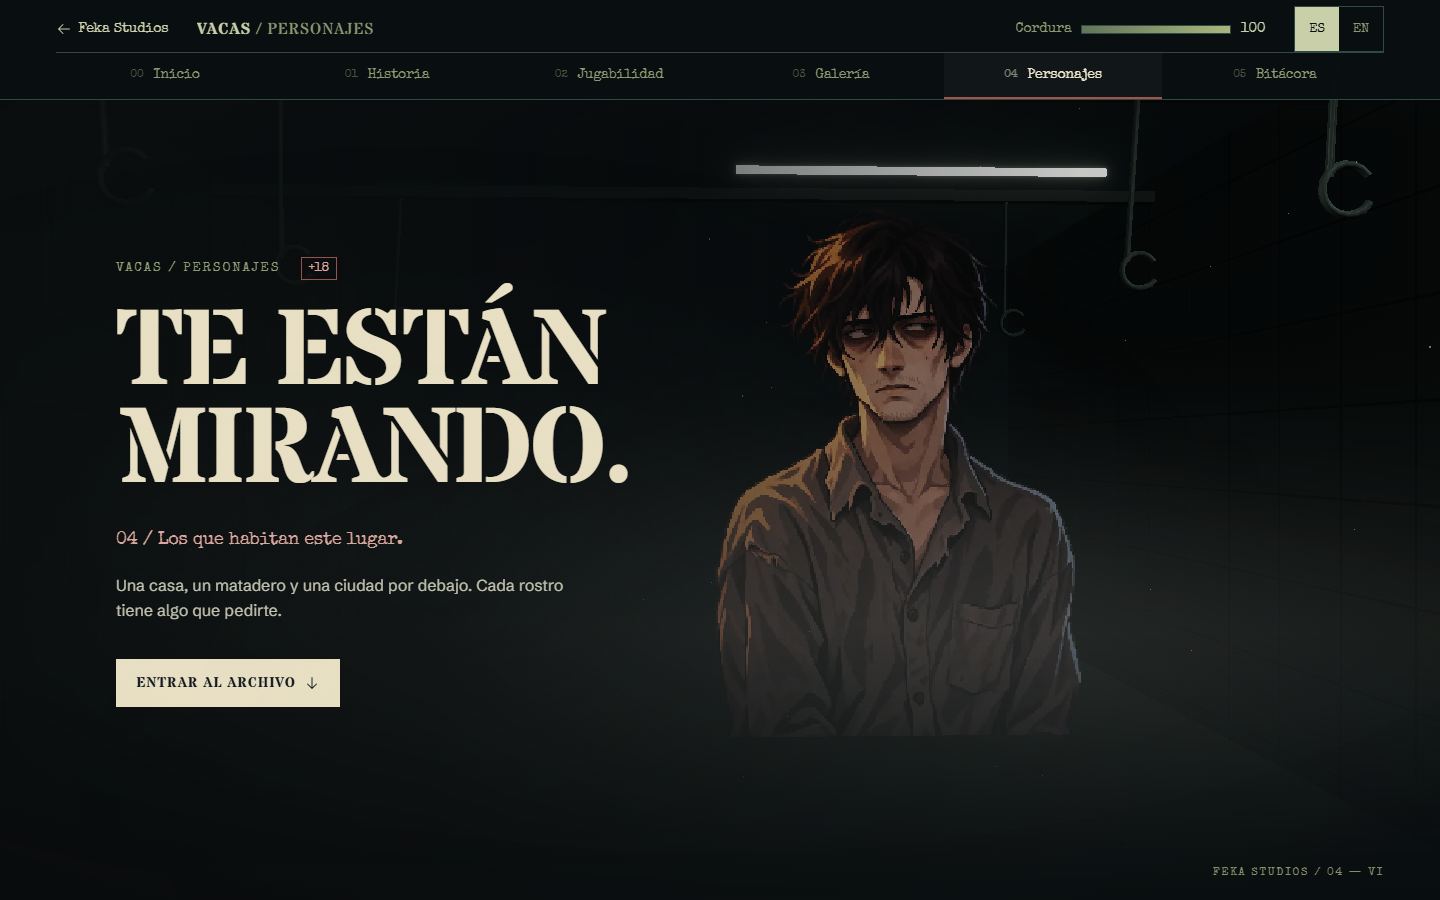 ← Feka Studios
VACAS / PERSONAJES
Cordura
100
ES
EN
00 Inicio
01 Historia
02 Jugabilidad
03 Galería
04 Personajes
05 Bitácora
VACAS / PERSONAJES
+18
TE ESTÁN
MIRANDO.
04 / Los que habitan este lugar.
Una casa, un matadero y una ciudad por debajo. Cada rostro
tiene algo que pedirte.
ENTRAR AL ARCHIVO ↓
FEKA STUDIOS / 04 — VI